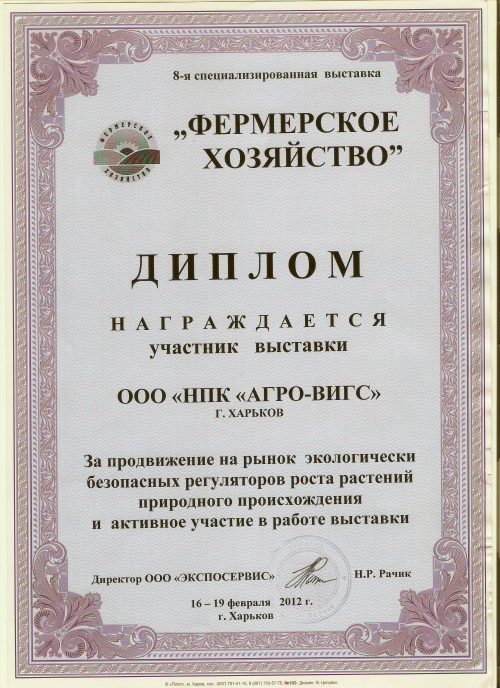 8-я специализированная выставка
„ФЕРМЕРСКОЕ
ХОЗЯЙСТВО”
ФЕРМЕРСКОЕ
ХОЗЯЙСТВО
ДИПЛОМ
НАГРАЖДАЕТСЯ
участник выставки
ООО «НПК «АГРО-ВИГС»
Г. ХАРЬКОВ
За продвижение на рынок экологически
безопасных регуляторов роста растений
природного происхождения
и активное участие в работе выставки
Директор ООО «ЭКСПОСЕРВИС»
Н.Р. Рачик
16 – 19 февраля 2012 г.
г. Харьков